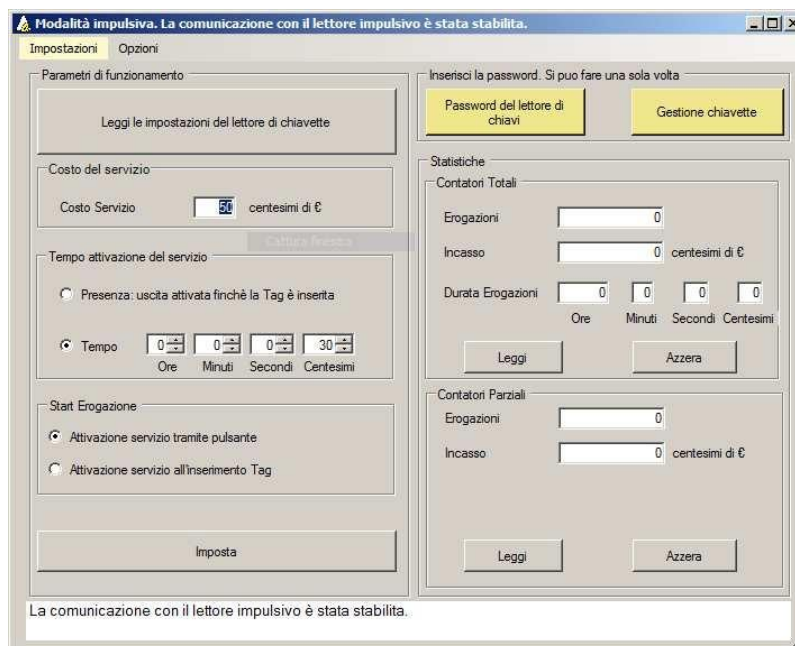 Modalità impulsiva. La comunicazione con il lettore impulsivo è stata stabilita.
Impostazioni Opzioni
Parametri di funzionamento
Leggi le impostazioni del lettore di chiavette
Costo del servizio
Costo Servizio 50 centesimi di €
Cattura finestra
Tempo attivazione del servizio
Presenza: uscita attivata finchè la Tag è inserita
Tempo 0 0 0 30
Ore Minuti Secondi Centesimi
Start Erogazione
Attivazione servizio tramite pulsante
Attivazione servizio all'inserimento Tag
Imposta
Inserisci la password. Si puo fare una sola volta
Password del lettore di
chiavi
Gestione chiavette
Statistiche
Contatori Totali
Erogazioni 0
Incasso 0 centesimi di €
Durata Erogazioni 0 0 0 0
Ore Minuti Secondi Centesimi
Leggi Azzera
Contatori Parziali
Erogazioni 0
Incasso 0 centesimi di €
Leggi Azzera
La comunicazione con il lettore impulsivo è stata stabilita.